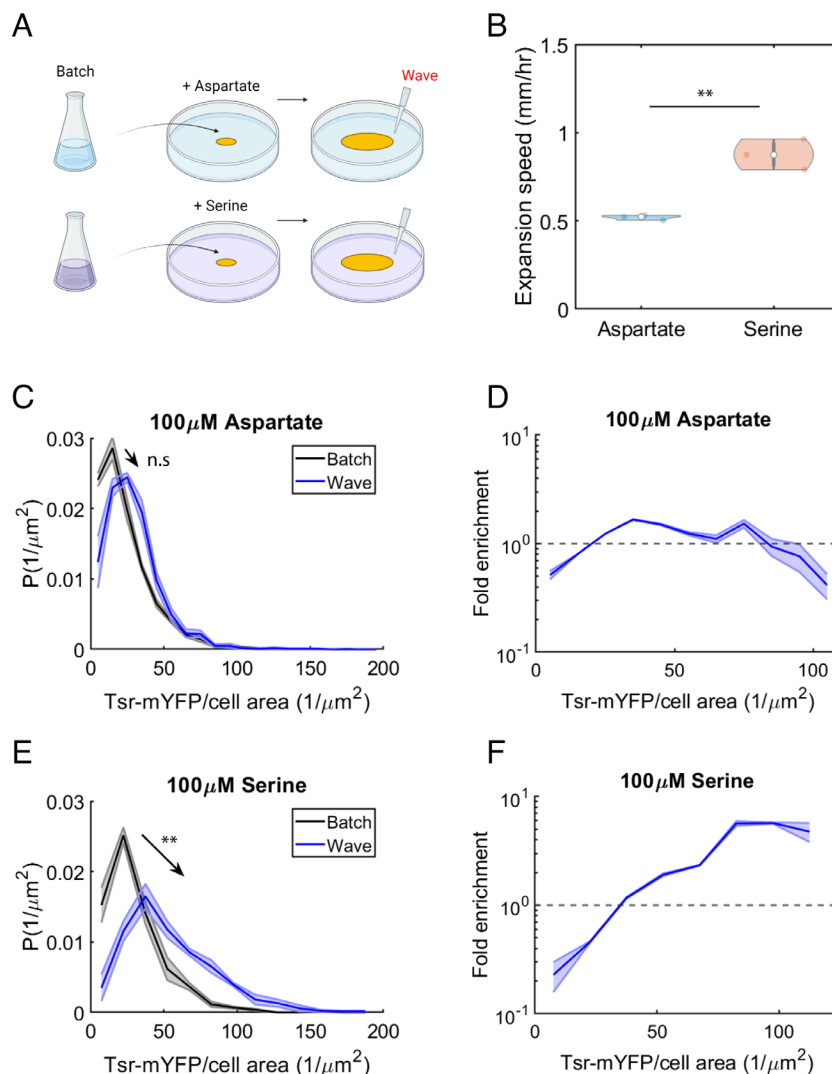 A
Batch
+ Aspartate
Wave
+ Serine
B
Expansion speed (mm/hr)
1.5
1
0.5
0
**
Aspartate
Serine
C
100μM Aspartate
P(1/μm²)
0.03
0.02
0.01
0
n.s
Batch
Wave
0
50
100
150
200
Tsr-mYFP/cell area (1/μm²)
D
100μM Aspartate
Fold enrichment
10¹
10⁰
10⁻¹
0
50
100
Tsr-mYFP/cell area (1/μm²)
E
100μM Serine
P(1/μm²)
0.03
0.02
0.01
0
**
Batch
Wave
0
50
100
150
200
Tsr-mYFP/cell area (1/μm²)
F
100μM Serine
Fold enrichment
10¹
10⁰
10⁻¹
0
50
100
Tsr-mYFP/cell area (1/μm²)